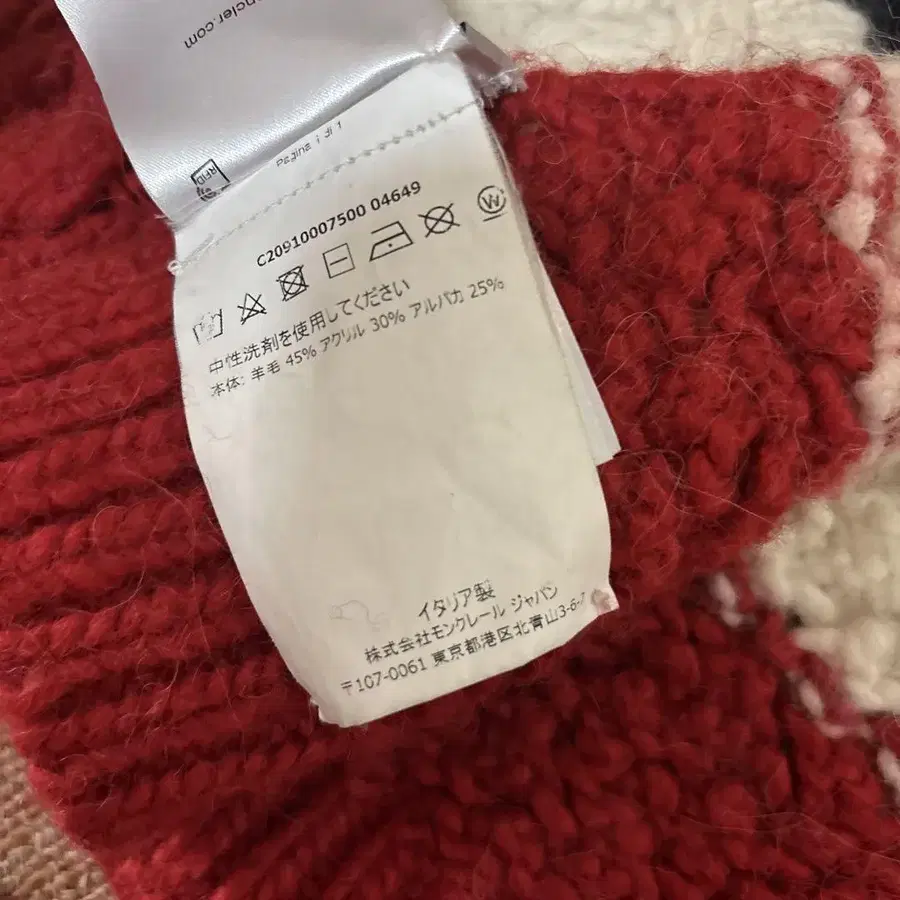 ncler.com
RFID
Pagina 1 di 1
C20910007500 04649
W
中性洗剤を使用してください
本体: 羊毛 45% アクリル 30% アルパカ 25%
イタリア製
株式会社モンクレール ジャパン
〒107-0061 東京都港区北青山3-6-7